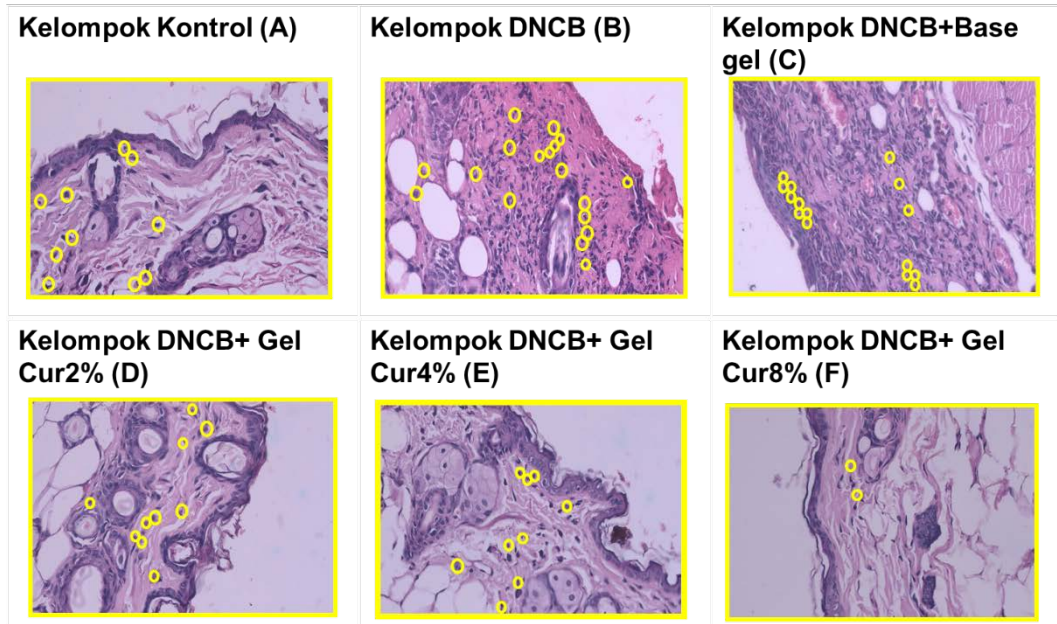 Kelompok Kontrol (A)
Kelompok DNCB (B)
Kelompok DNCB+Base
gel (C)
Kelompok DNCB+ Gel
Cur2% (D)
Kelompok DNCB+ Gel
Cur4% (E)
Kelompok DNCB+ Gel
Cur8% (F)